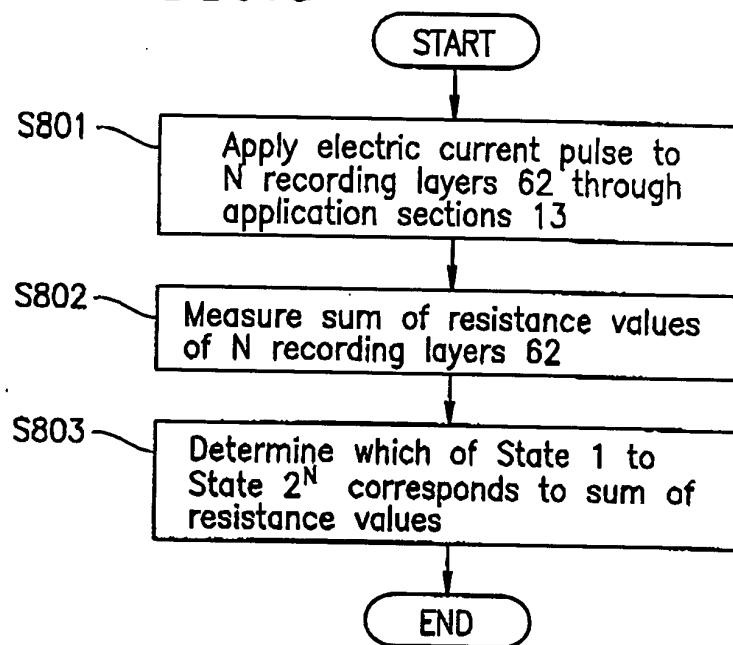 START
S801
Apply electric current pulse to
N recording layers 62 through
application sections 13
S802
Measure sum of resistance values
of N recording layers 62
S803
Determine which of State 1 to
State 2^N corresponds to sum of
resistance values
END